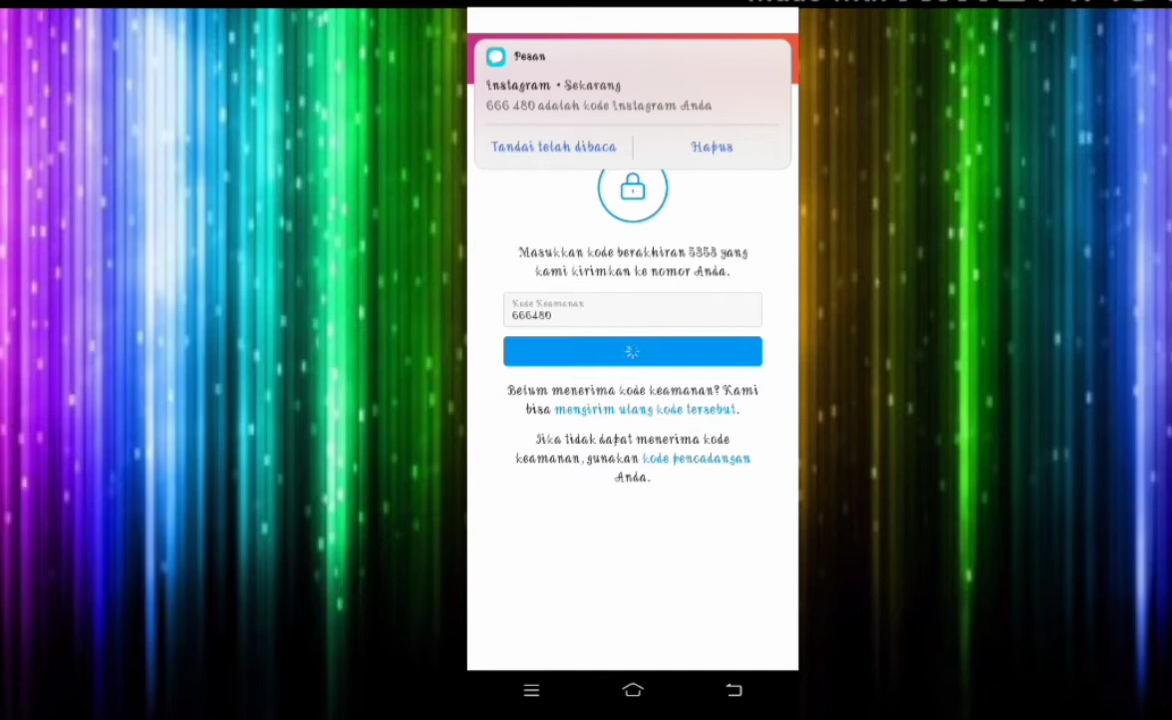 Pesan
Instagram • Sekarang
666 480 adalah kode Instagram Anda
Tandai telah dibaca
Hapus
Masukkan kode berakhiran 5353 yang
kami kirimkan ke nomor Anda.
Kode Keamanan
666480
Belum menerima kode keamanan? Kami
bisa mengirim ulang kode tersebut.
Jika tidak dapat menerima kode
keamanan, gunakan kode pencadangan
Anda.